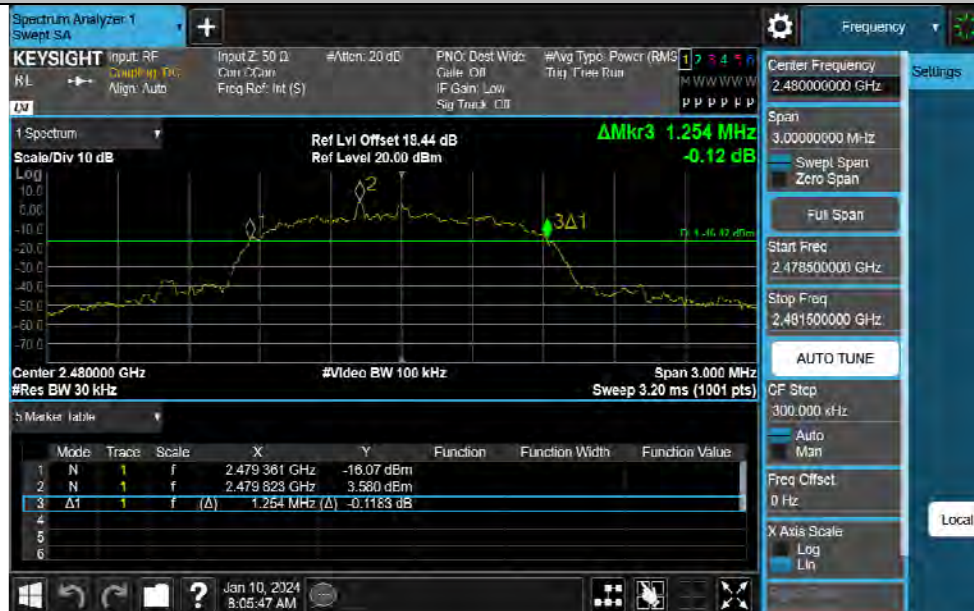 Spectrum Analyzer 1
Swept SA
+
Frequency
KEYSIGHT
RL
Input: RF
Coupling: DC
Align: Auto
Input Z: 50 Ω
Corr CCorr
Freq Ref: Int (S)
#Atten: 20 dB
PNO: Best Wide
Gate: Off
IF Gain: Low
Sig Track: Off
#Avg Type: Power (RMS
Trig: Free Run
1 2 3 4 5 6
M W W W W W
P P P P P P
1 Spectrum
Scale/Div 10 dB
Log
Ref Lvl Offset 18.44 dB
Ref Level 20.00 dBm
ΔMkr3 1.254 MHz
-0.12 dB
10.0
0.00
-10.0
-20.0
-30.0
-40.0
-50.0
-60.0
-70.0
1
2
3Δ1
Center 2.480000 GHz
#Res BW 30 kHz
#Video BW 100 kHz
Span 3.000 MHz
Sweep 3.20 ms (1001 pts)
5 Marker Table
Mode Trace Scale X Y Function Function Width Function Value
1 N 1 f 2.479 361 GHz -16.07 dBm
2 N 1 f 2.479 823 GHz 3.580 dBm
3 Δ1 1 f (Δ) 1.254 MHz (Δ) -0.1183 dB
4
5
6
?
Jan 10, 2024
8:05:47 AM
Center Frequency
2.480000000 GHz
Settings
Span
3.00000000 MHz
Swept Span
Zero Span
Full Span
Start Freq
2.478500000 GHz
Stop Freq
2.481500000 GHz
AUTO TUNE
CF Step
300.000 kHz
Auto
Man
Freq Offset
0 Hz
X Axis Scale
Log
Lin
Local